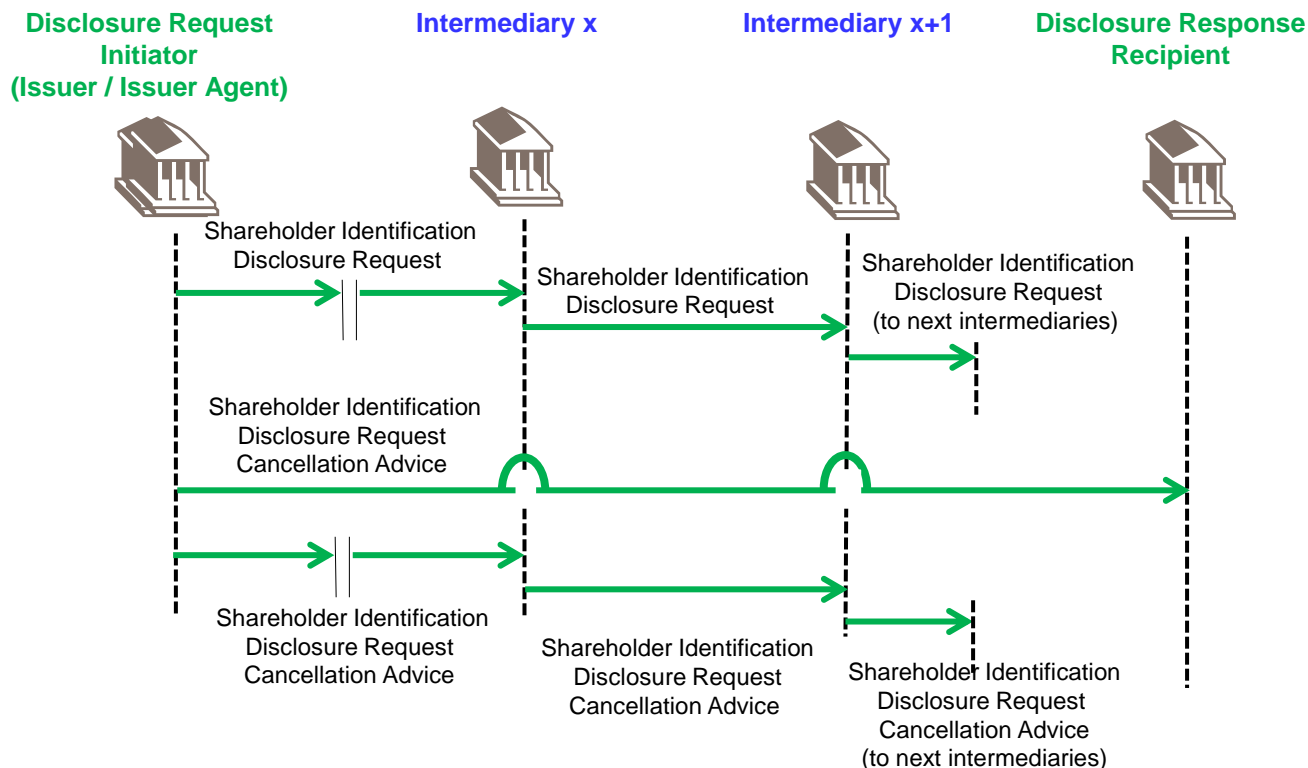 Disclosure Request
Initiator
(Issuer / Issuer Agent)
Intermediary x
Intermediary x+1
Disclosure Response
Recipient
Shareholder Identification
Disclosure Request
Shareholder Identification
Disclosure Request
Shareholder Identification
Disclosure Request
(to next intermediaries)
Shareholder Identification
Disclosure Request
Cancellation Advice
Shareholder Identification
Disclosure Request
Cancellation Advice
Shareholder Identification
Disclosure Request
Cancellation Advice
Shareholder Identification
Disclosure Request
Cancellation Advice
(to next intermediaries)